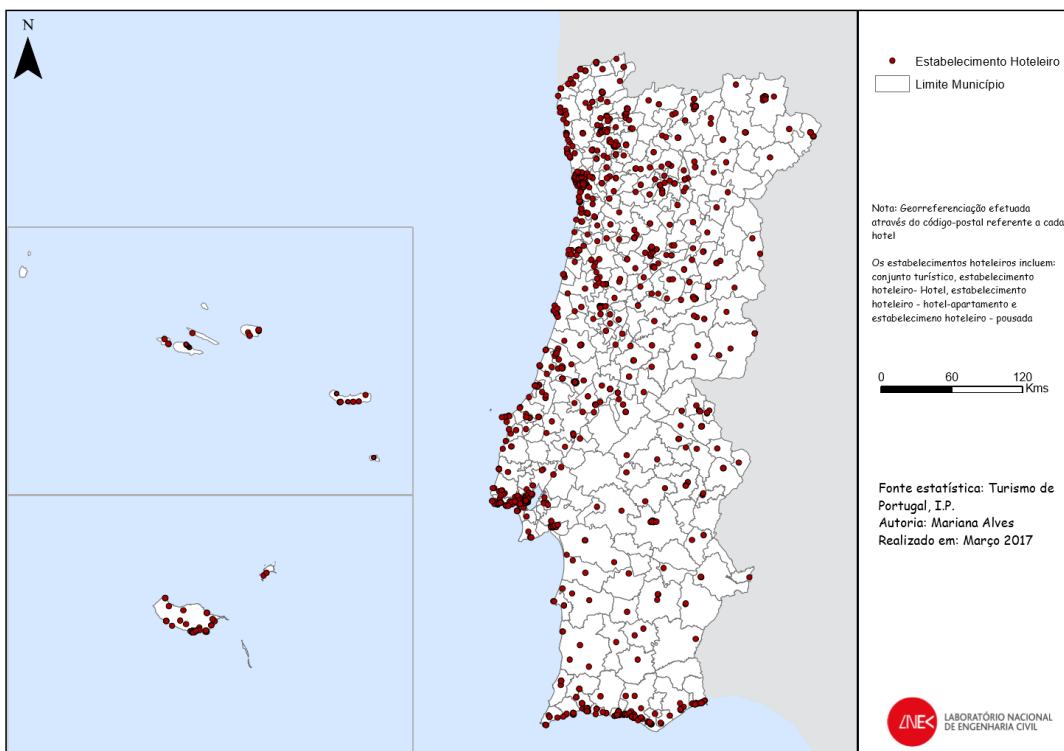 N
Estabelecimento Hoteleiro
Limite Município
Nota: Georreferenciação efetuada
através do código-postal referente a cada
hotel
Os estabelecimentos hoteleiros incluem:
conjunto turístico, estabelecimento
hoteleiro- Hotel, estabelecimento
hoteleiro - hotel-apartamento e
estabelecimeno hoteleiro - pousada
0 60 120
Kms
Fonte estatística: Turismo de
Portugal, I.P.
Autoria: Mariana Alves
Realizado em: Março 2017
LNEC
LABORATÓRIO NACIONAL
DE ENGENHARIA CIVIL